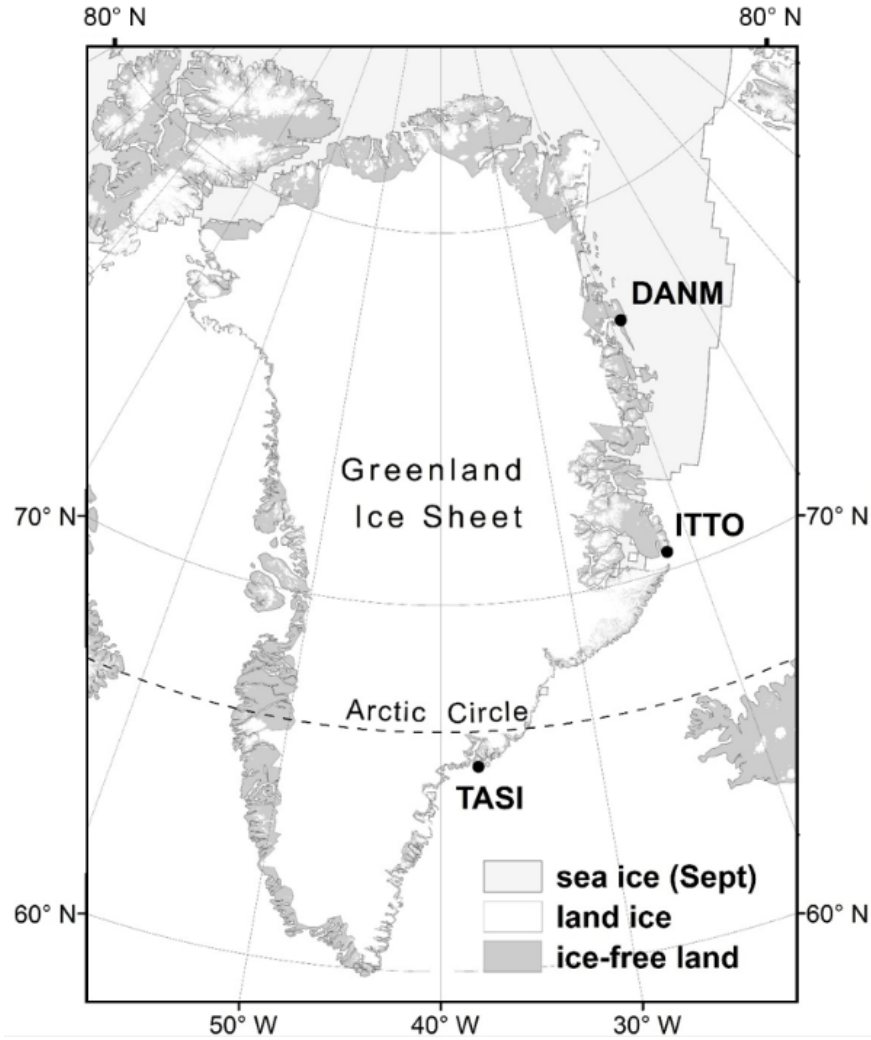 80° N
80° N
DANM
Greenland
Ice Sheet
70° N
70° N
ITTO
Arctic Circle
TASI
sea ice (Sept)
land ice
ice-free land
60° N
60° N
50° W
40° W
30° W